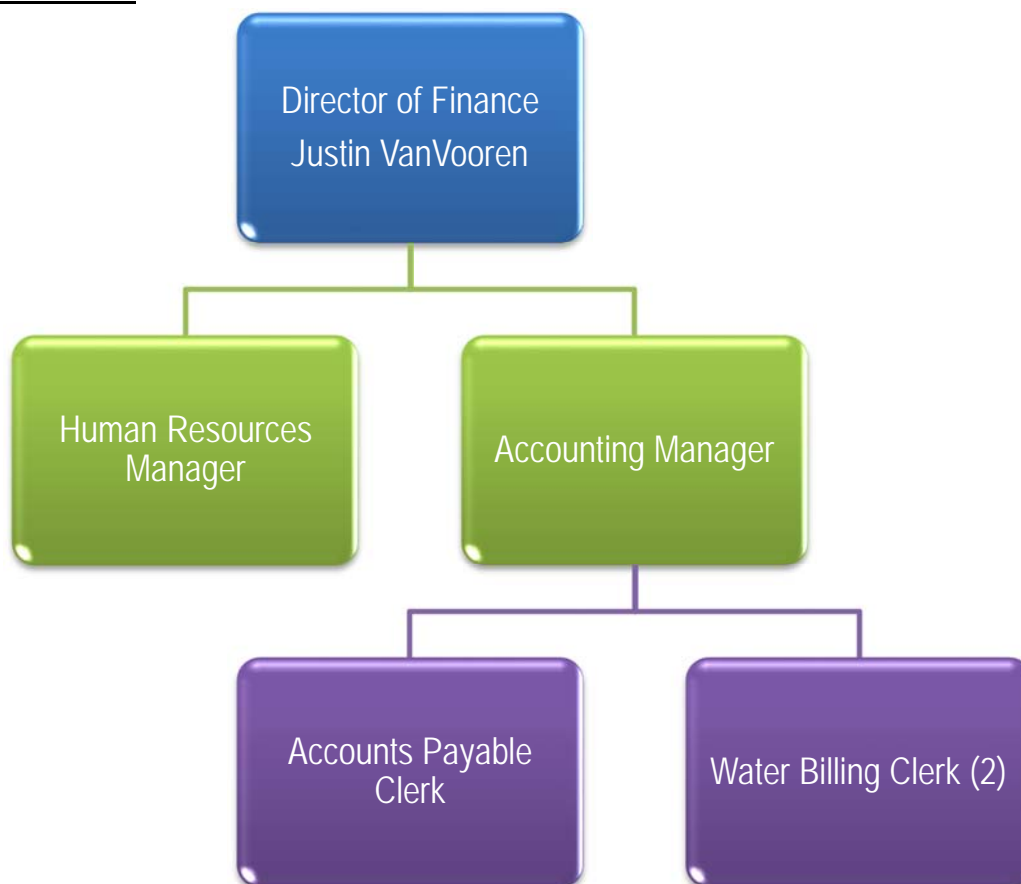 Director of Finance
Justin VanVooren
Human Resources
Manager
Accounting Manager
Accounts Payable
Clerk
Water Billing Clerk (2)